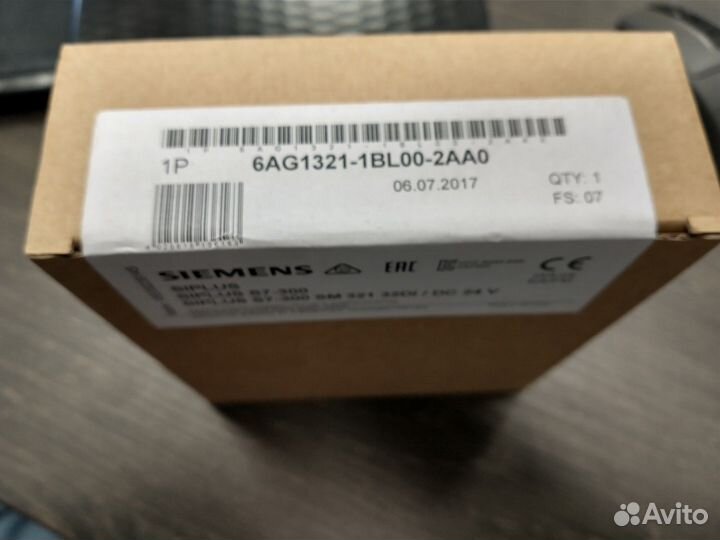 1P 6AG1321-1BL00-2AA0
06.07.2017
QTY: 1
FS: 07
SIEMENS EAC CE
SIPLUS
SIPLUS S7-300
SIPLUS S7-300 SM 321 32DI / DC 24 V
Avito